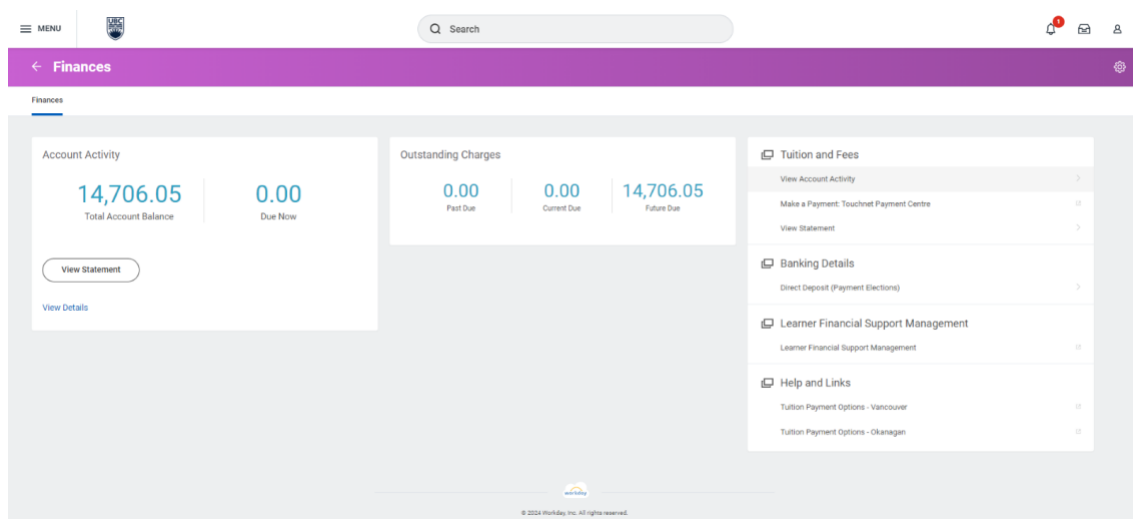 MENU
UBC
Search
1
Finances
Finances
Account Activity
14,706.05
Total Account Balance
0.00
Due Now
View Statement
View Details
Outstanding Charges
0.00
Past Due
0.00
Current Due
14,706.05
Future Due
Tuition and Fees
View Account Activity
Make a Payment: Touchnet Payment Centre
View Statement
Banking Details
Direct Deposit (Payment Elections)
Learner Financial Support Management
Learner Financial Support Management
Help and Links
Tuition Payment Options - Vancouver
Tuition Payment Options - Okanagan
workday
© 2024 Workday, Inc. All rights reserved.